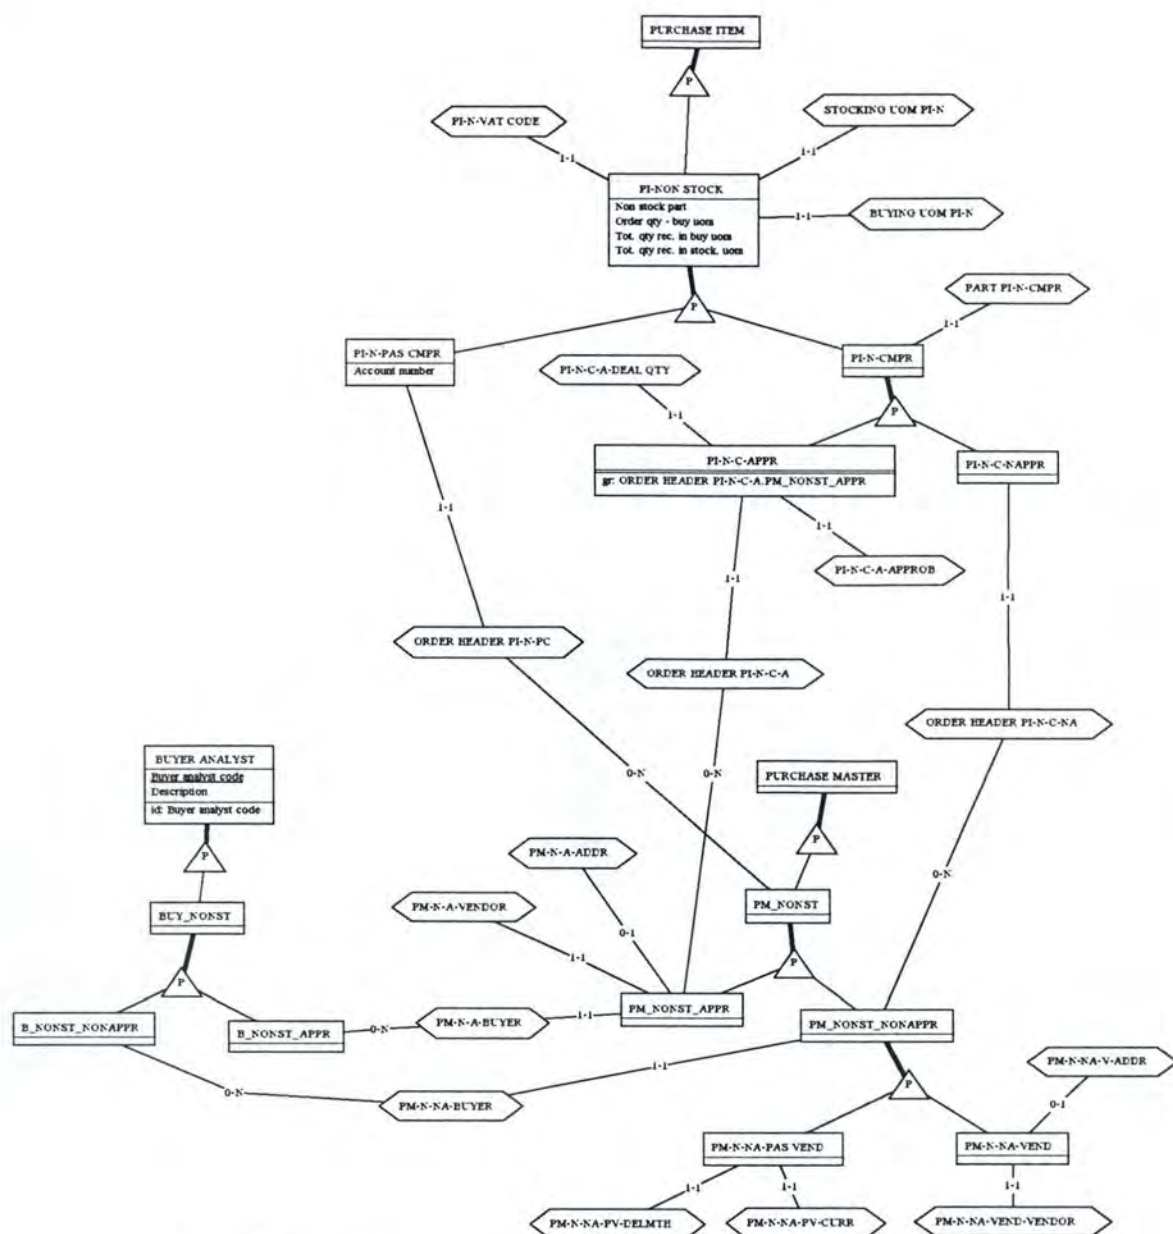 PURCHASE ITEM
P
PI-N-VAT CODE
STOCKING UOM PI-N
1-1
1-1
PI-NON STOCK
Non stock part
Order qty - buy uom
Tot. qty rec. in buy uom
Tot. qty rec. in stock. uom
1-1
BUYING UOM PI-N
P
PART PI-N-CMPR
1-1
PI-N-PAS CMPR
Account number
PI-N-CMPR
PI-N-C-A-DEAL QTY
P
1-1
PI-N-C-APPR
gr: ORDER HEADER PI-N-C-A.PM_NONST_APPR
PI-N-C-NAPPR
1-1
1-1
PI-N-C-A-APPROB
1-1
1-1
ORDER HEADER PI-N-PC
ORDER HEADER PI-N-C-A
ORDER HEADER PI-N-C-NA
BUYER ANALYST
Buyer analyst code
Description
id: Buyer analyst code
0-N
0-N
PURCHASE MASTER
P
P
PM-N-A-ADDR
0-N
PM-N-A-VENDOR
BUY_NONST
PM_NONST
0-1
1-1
P
P
B_NONST_NONAPPR
B_NONST_APPR
0-N
PM-N-A-BUYER
1-1
PM_NONST_APPR
PM_NONST_NONAPPR
1-1
0-N
PM-N-NA-BUYER
P
PM-N-NA-V-ADDR
0-1
PM-N-NA-PAS VEND
PM-N-NA-VEND
1-1
1-1
1-1
PM-N-NA-PV-DELMTH
PM-N-NA-PV-CURR
PM-N-NA-VEND-VENDOR